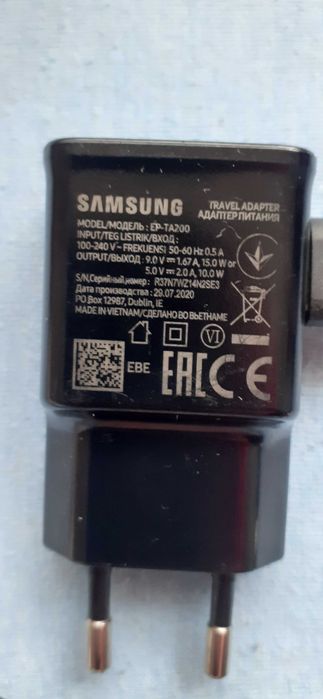 SAMSUNG
TRAVEL ADAPTER
АДАПТЕР ПИТАНИЯ
MODEL/МОДЕЛЬ: EP-TA200
INPUT/TEG LISTRIK/ВХОД :
100-240 V~ FREKUENSI 50-60 Hz 0.5 A
OUTPUT/ВЫХОД: 9.0 V⎓1.67 A, 15.0 W or
5.0 V⎓2.0 A, 10.0 W
S/N,Серийный номер : R37N7WZ14N2SE3
Дата производства : 28.07.2020
PO Box 12987, Dublin, IE
MADE IN VIETNAM/СДЕЛАНО ВО ВЬЕТНАМЕ
VI
EBE
EAC CE